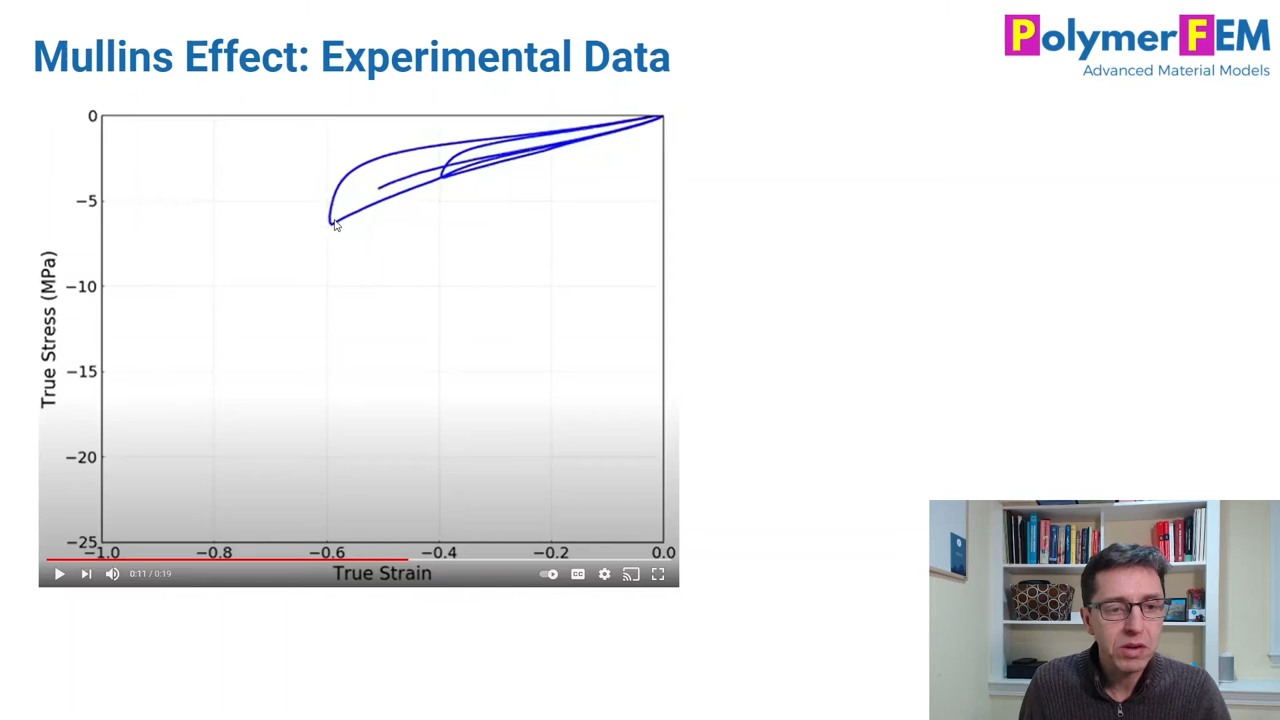 Mullins Effect: Experimental Data
PolymerFEM
Advanced Material Models
0
−5
−10
−15
−20
−25
True Stress (MPa)
−1.0
−0.8
−0.6
−0.4
−0.2
0.0
True Strain
0:11 / 0:19
CC